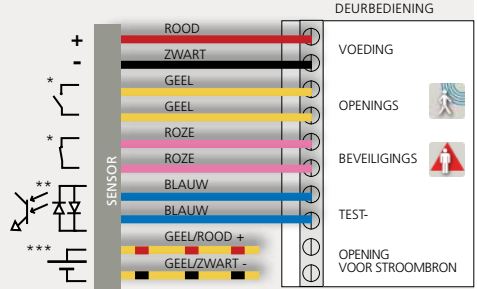 DEURBEDIENING
+
ROOD
-
ZWART
VOEDING
*
GEEL
GEEL
OPENINGS
*
ROZE
ROZE
BEVEILIGINGS
SENSOR
**
BLAUW
BLAUW
TEST-
***
GEEL/ROOD +
GEEL/ZWART -
OPENING
VOOR STROOMBRON